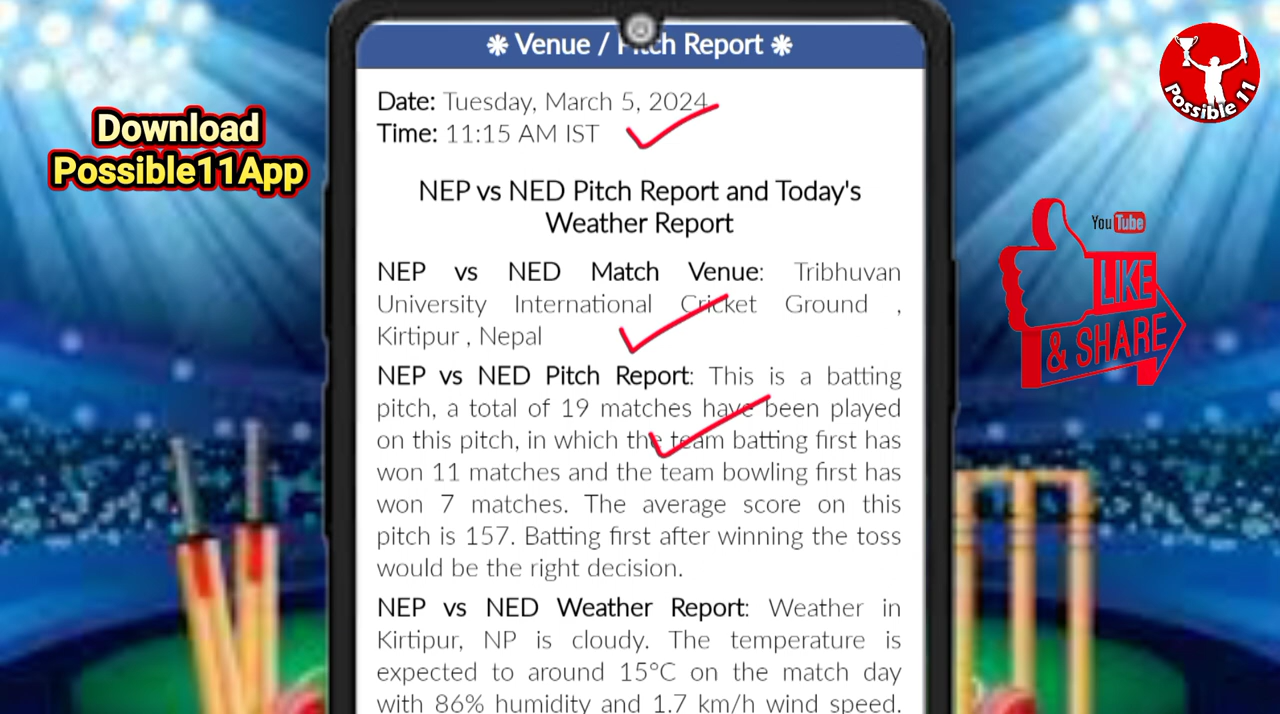 ❋ Venue / Pitch Report ❋
Date: Tuesday, March 5, 2024
Time: 11:15 AM IST
NEP vs NED Pitch Report and Today's
Weather Report
NEP vs NED Match Venue: Tribhuvan
University International Cricket Ground ,
Kirtipur , Nepal
NEP vs NED Pitch Report: This is a batting
pitch, a total of 19 matches have been played
on this pitch, in which the team batting first has
won 11 matches and the team bowling first has
won 7 matches. The average score on this
pitch is 157. Batting first after winning the toss
would be the right decision.
NEP vs NED Weather Report: Weather in
Kirtipur, NP is cloudy. The temperature is
expected to around 15°C on the match day
with 86% humidity and 1.7 km/h wind speed.
Download
Possible11App
Possible 11
You Tube
LIKE
& SHARE